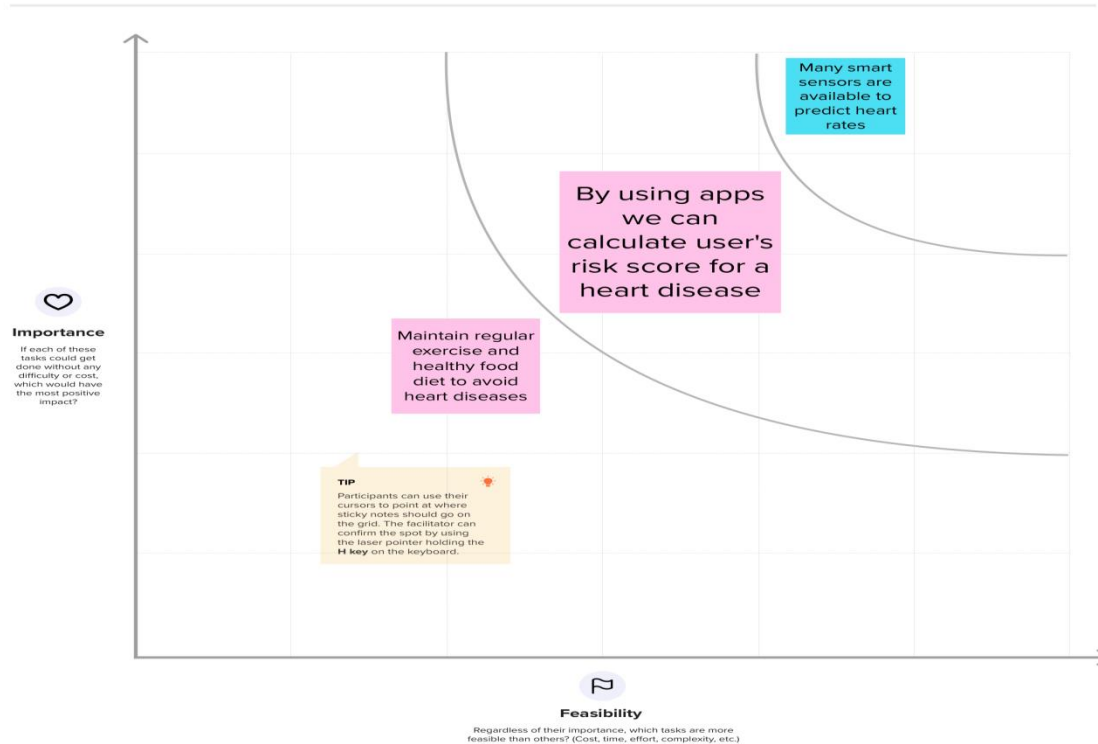 Many smart
sensors are
available to
predict heart
rates
By using apps
we can
calculate user's
risk score for a
heart disease
Importance
If each of these
tasks could get
done without any
difficulty or cost,
which would have
the most positive
impact?
Maintain regular
exercise and
healthy food
diet to avoid
heart diseases
TIP
Participants can use their
cursors to point at where
sticky notes should go on
the grid. The facilitator can
confirm the spot by using
the laser pointer holding the
H key on the keyboard.
Feasibility
Regardless of their importance, which tasks are more
feasible than others? (Cost, time, effort, complexity, etc.)